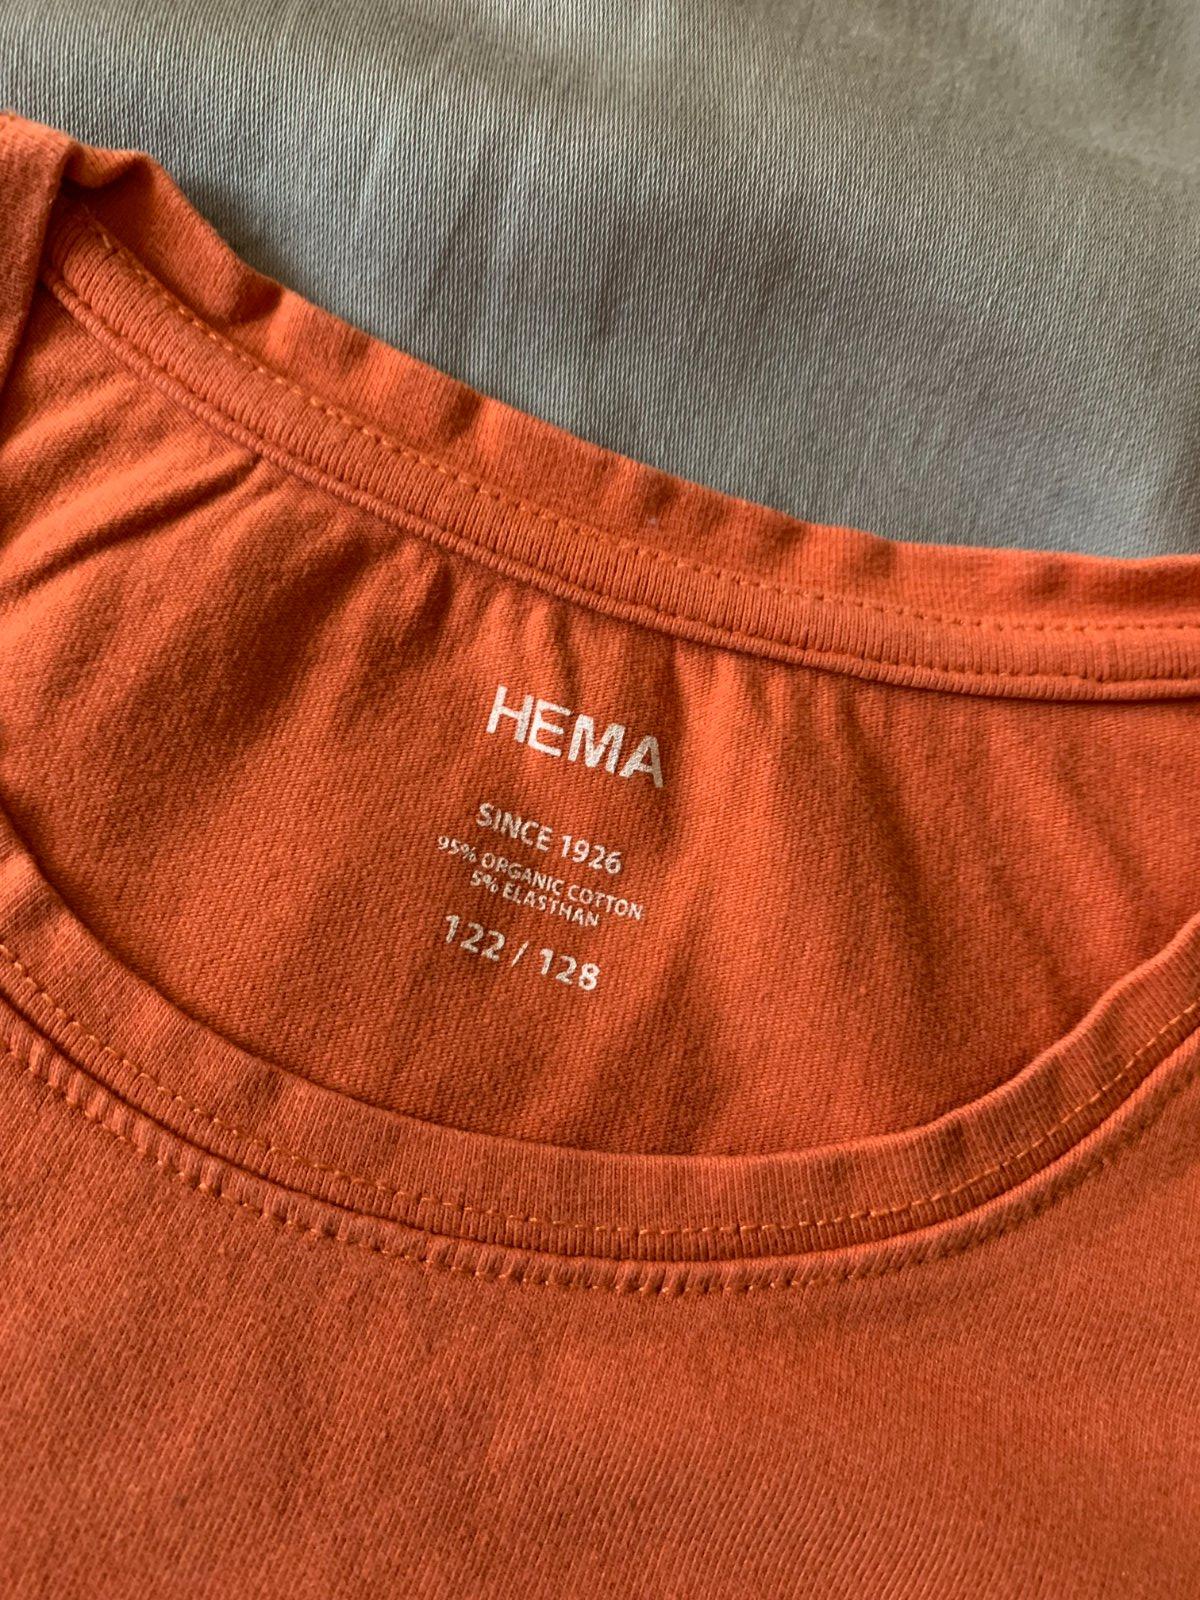 HEMA
SINCE 1926
95% ORGANIC COTTON
5% ELASTHAN
122 / 128